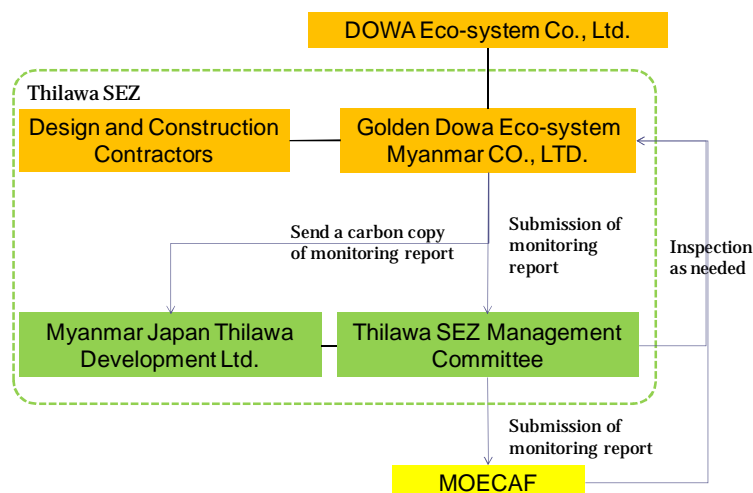 DOWA Eco-system Co., Ltd.
Thilawa SEZ
Design and Construction
Contractors
Golden Dowa Eco-system
Myanmar CO., LTD.
Send a carbon copy
of monitoring report
Submission of
monitoring
report
Inspection
as needed
Myanmar Japan Thilawa
Development Ltd.
Thilawa SEZ Management
Committee
Submission of
monitoring report
MOECAF